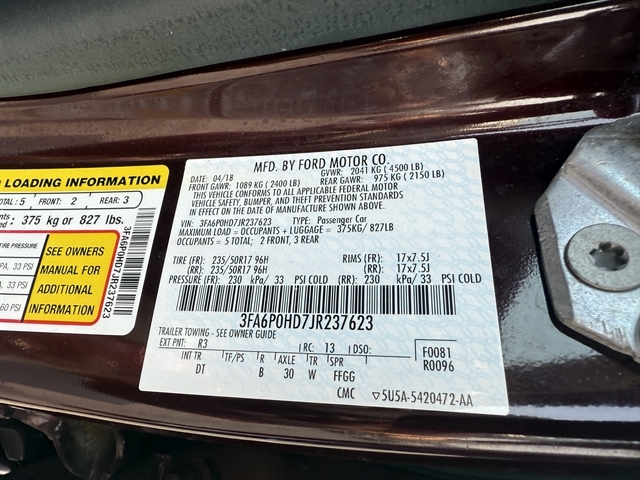 D LOADING INFORMATION
OTAL: 5 FRONT: 2 REAR: 3
nts: 375 kg or 827 lbs.
RE PRESSURE
PA, 33 PSI
PA, 33 PSI
60 PSI
SEE OWNERS
MANUAL FOR
ADDITIONAL
INFORMATION
3FA6P0HD7JR237623
MFD. BY FORD MOTOR CO.
DATE: 04/18 GVWR: 2041 KG (4500 LB)
FRONT GAWR: 1089 KG (2400 LB) REAR GAWR: 975 KG (2150 LB)
THIS VEHICLE CONFORMS TO ALL APPLICABLE FEDERAL MOTOR
VEHICLE SAFETY, BUMPER, AND THEFT PREVENTION STANDARDS
IN EFFECT ON THE DATE OF MANUFACTURE SHOWN ABOVE.
VIN: 3FA6P0HD7JR237623 TYPE: Passenger Car
MAXIMUM LOAD = OCCUPANTS + LUGGAGE = 375KG/827LB
OCCUPANTS = 5 TOTAL: 2 FRONT, 3 REAR
TIRE (FR): 235/50R17 96H RIMS (FR): 17x7.5J
(RR): 235/50R17 96H (RR): 17x7.5J
PRESSURE (FR): 230 kPa/ 33 PSI COLD (RR): 230 kPa/ 33 PSI COLD
3FA6P0HD7JR237623
TRAILER TOWING - SEE OWNER GUIDE
EXT PNT: R3 RC: 13 DSO: F0081
INT TR TP/PS R AXLE TR SPR R0096
DT B 30 W FFGG
CMC 5U5A-5420472-AA